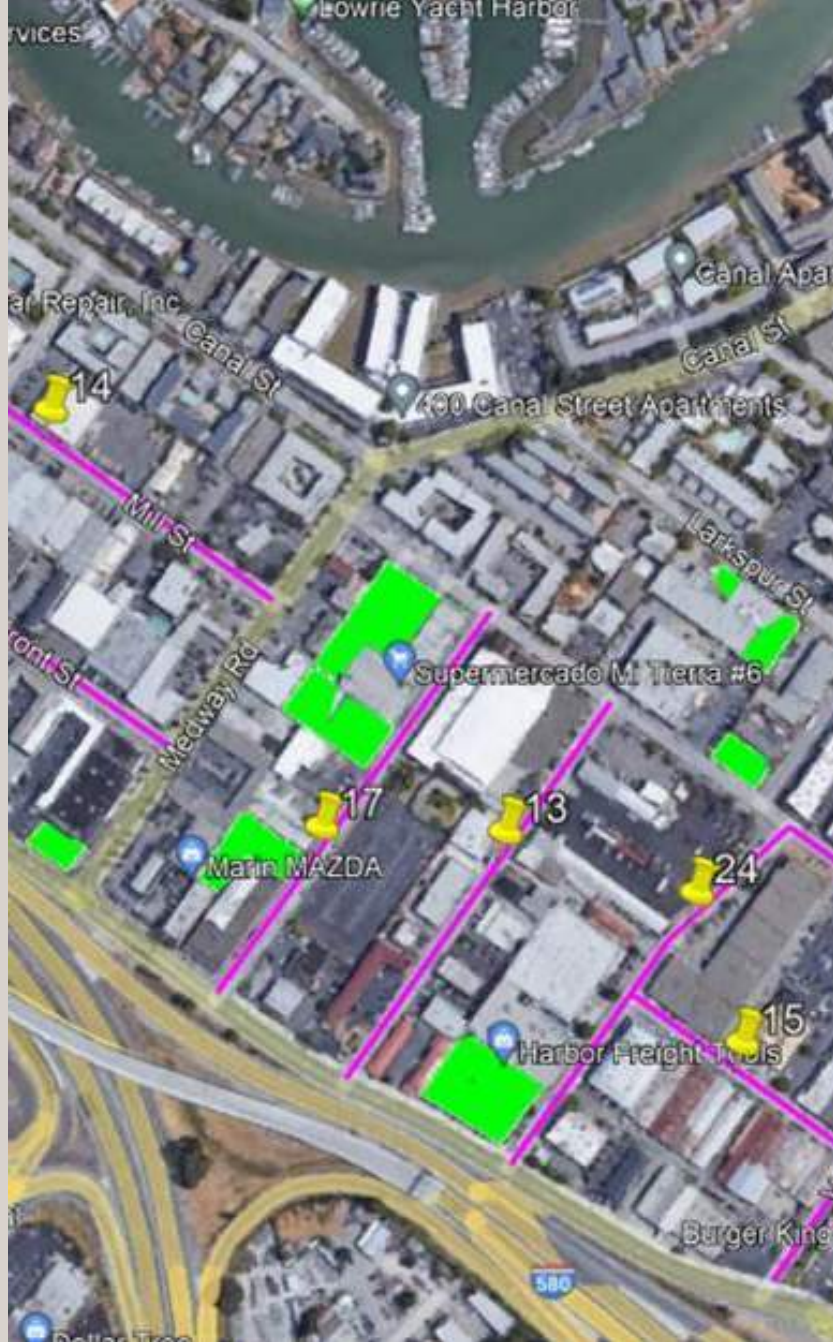 Lowrie Yacht Harbor
rvices
Canal Apar
ar Repair, Inc
Canal St
Canal St
14
400 Canal Street Apartments
Mill St
Larkspur St
ront St
Medway Rd
Supermercado Mi Tierra #6
17
13
Marin MAZDA
24
15
Harbor Freight Tools
Burger King
580
Dollar Tree